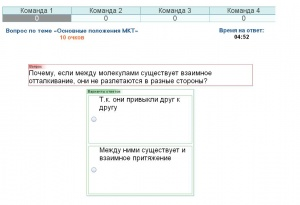 Команда 1 Команда 2 Команда 3 Команда 4
0 0 0 0
Вопрос по теме «Основные положения МКТ»
10 очков
Время на ответ:
04:52
Вопрос
Почему, если между молекулами существует взаимное
отталкивание, они не разлетаются в разные стороны?
Варианты ответов
Т.к. они привыкли друг к
другу
Между ними существует и
взаимное притяжение